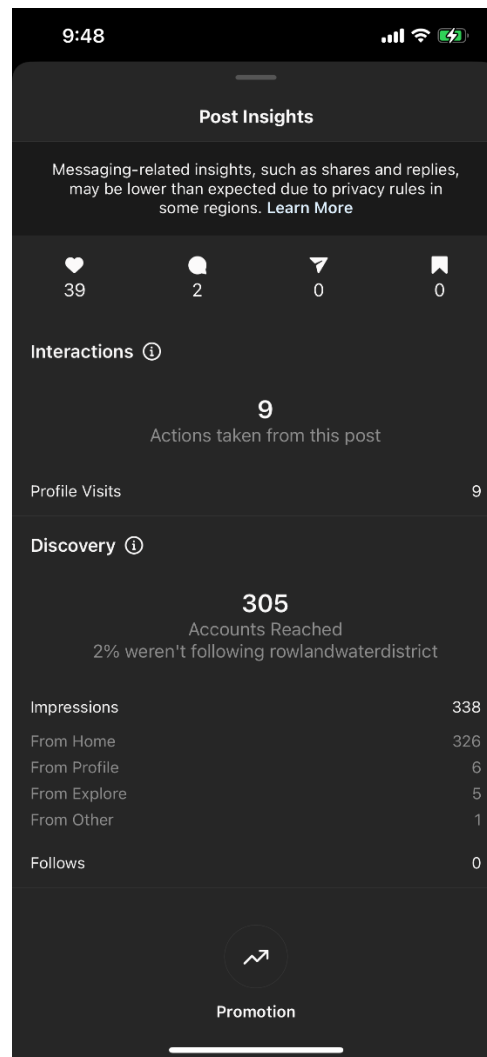 9:48
Post Insights
Messaging-related insights, such as shares and replies,
may be lower than expected due to privacy rules in
some regions. Learn More
39 2 0 0
Interactions
9
Actions taken from this post
Profile Visits 9
Discovery
305
Accounts Reached
2% weren't following rowlandwaterdistrict
Impressions 338
From Home 326
From Profile 6
From Explore 5
From Other 1
Follows 0
Promotion